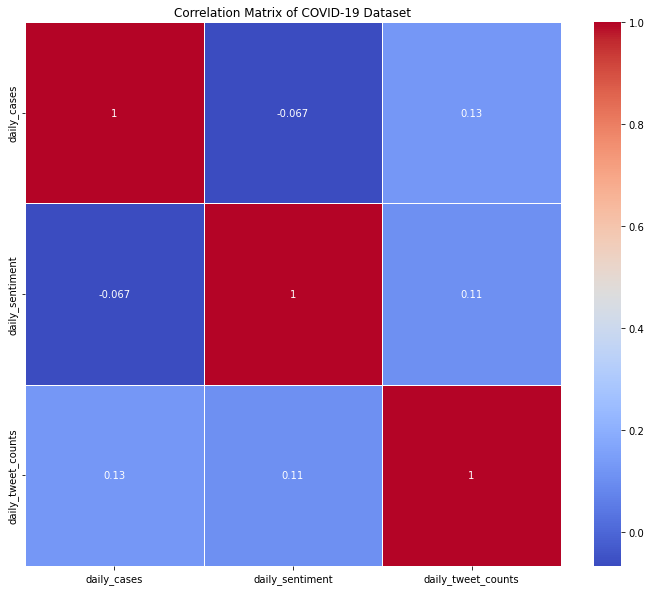 Correlation Matrix of COVID-19 Dataset
daily_cases
1
-0.067
0.13
daily_sentiment
-0.067
1
0.11
daily_tweet_counts
0.13
0.11
1
daily_cases
daily_sentiment
daily_tweet_counts
1.0
0.8
0.6
0.4
0.2
0.0